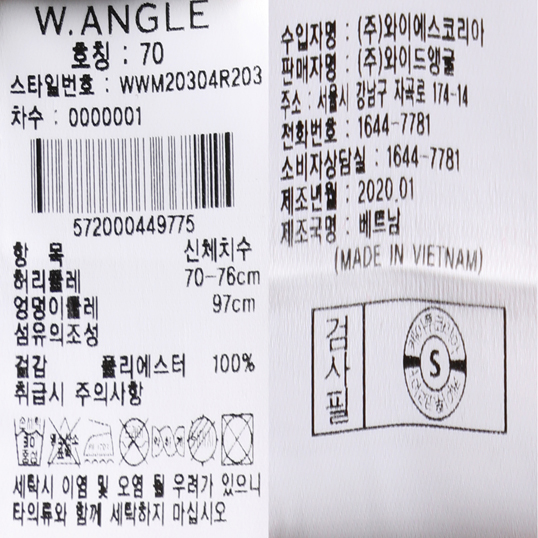 W.ANGLE
호칭 : 70
스타일번호 : WWM20304R203
차수 : 0000001
572000449775
항 목 신체치수
허리둘레 70-76cm
엉덩이둘레 97cm
섬유의조성
겉감 폴리에스터 100%
취급시 주의사항
세탁시 이염 및 오염 될 우려가 있으니
타의류와 함께 세탁하지 마십시오
수입자명 : (주)와이에스코리아
판매자명 : (주)와이드앵글
주소 : 서울시 강남구 자곡로 174-14
전화번호 : 1644-7781
소비자상담실 : 1644-7781
제조년월 : 2020.01
제조국명 : 베트남
(MADE IN VIETNAM)
검사필
S